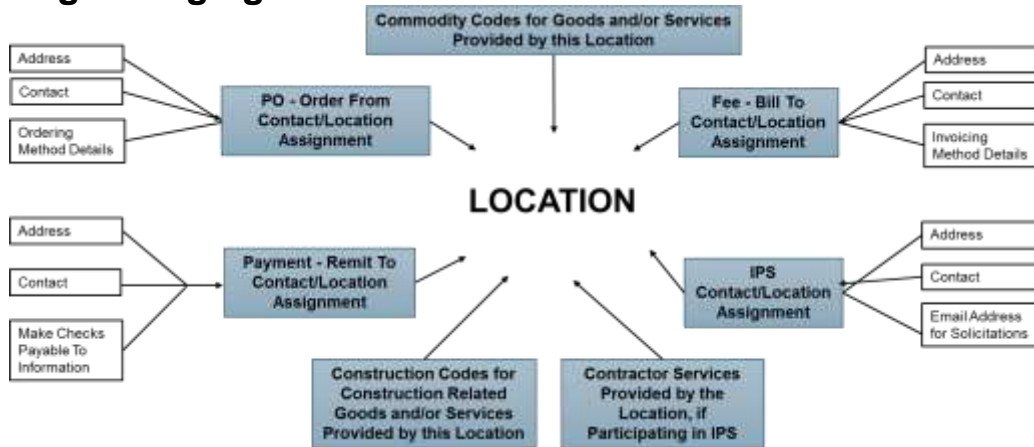 Commodity Codes for Goods and/or Services
Provided by this Location
Address
Contact
Ordering
Method Details
PO - Order From
Contact/Location
Assignment
Fee - Bill To
Contact/Location
Assignment
Address
Contact
Invoicing
Method Details
LOCATION
Address
Contact
Make Checks
Payable To
Information
Payment - Remit To
Contact/Location
Assignment
IPS
Contact/Location
Assignment
Address
Contact
Email Address
for Solicitations
Construction Codes for
Construction Related
Goods and/or Services
Provided by this Location
Contractor Services
Provided by the
Location, if
Participating in IPS